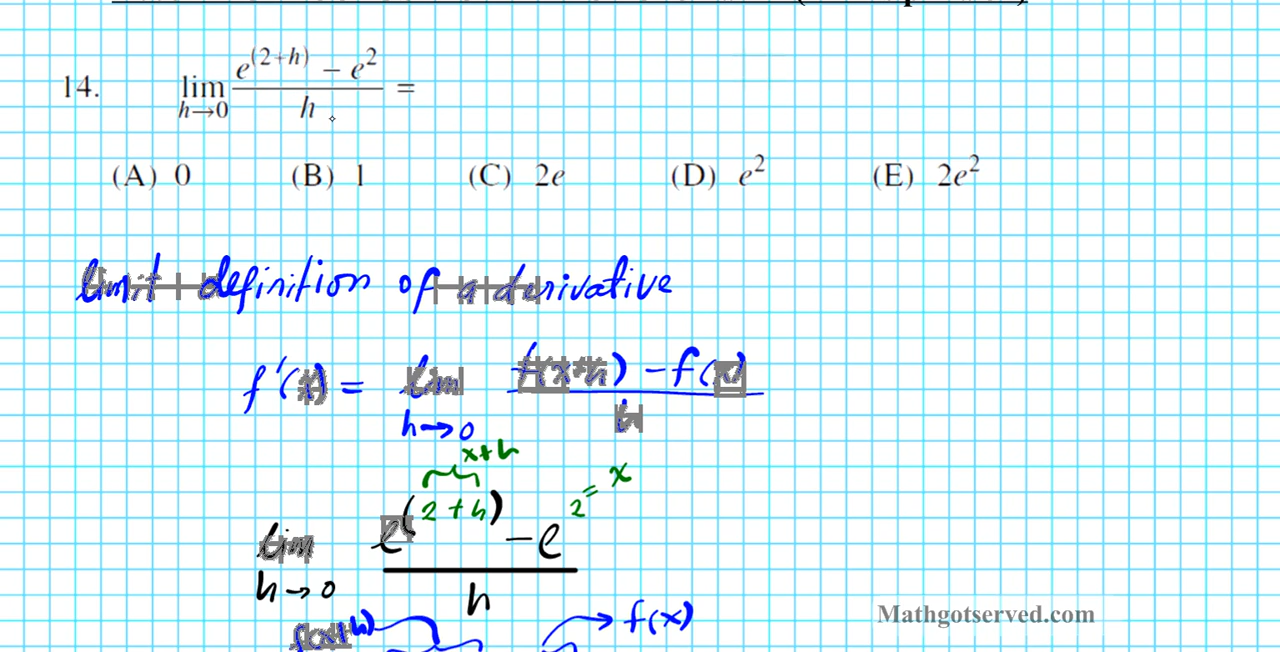 14. lim h→0 e^(2+h) − e^2 / h =
(A) 0 (B) 1 (C) 2e (D) e^2 (E) 2e^2
limit definition of a derivative
f'(x) = lim h→0 f(x+h) − f(x) / h
x+h
2 = x
lim h→0 e^(2+h) − e^2 / h
f(x+h) → f(x)
Mathgotserved.com